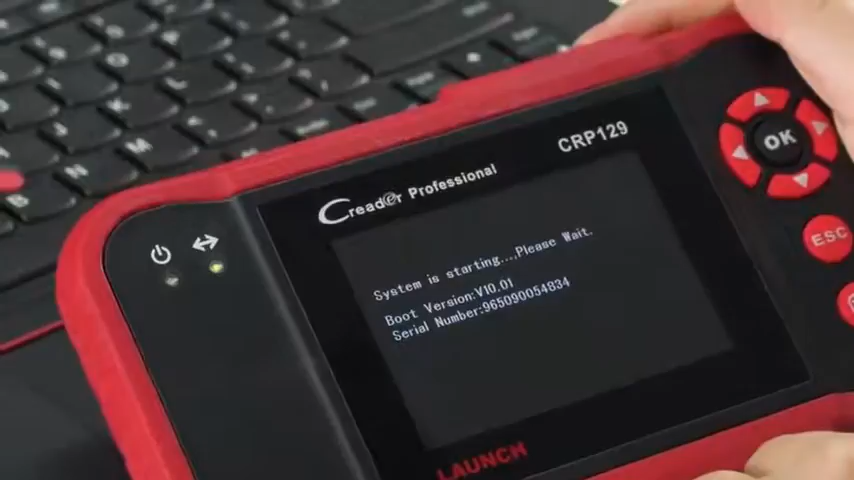 Creader Professional
CRP129
System is starting...,Please Wait.
Boot Version:V10.01
Serial Number:965090054834
LAUNCH
OK
ESC
B
N
M
J
K
L